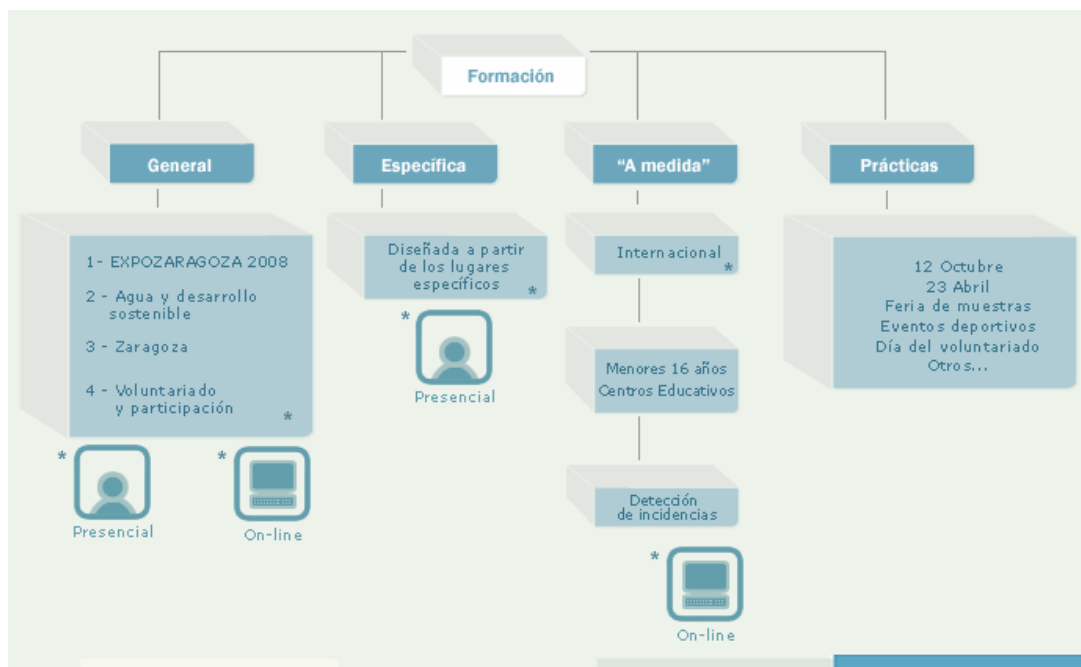 Formación
General
Específica
“A medida”
Prácticas
1- EXPOZARAGOZA 2008
2 - Agua y desarrollo
sostenible
3 - Zaragoza
4 - Voluntariado
y participación
*
*
Presencial
*
On-line
Diseñada a partir
de los lugares
específicos
*
*
Presencial
Internacional
*
Menores 16 años
Centros Educativos
Detección
de incidencias
*
On-line
12 Octubre
23 Abril
Feria de muestras
Eventos deportivos
Día del voluntariado
Otros...